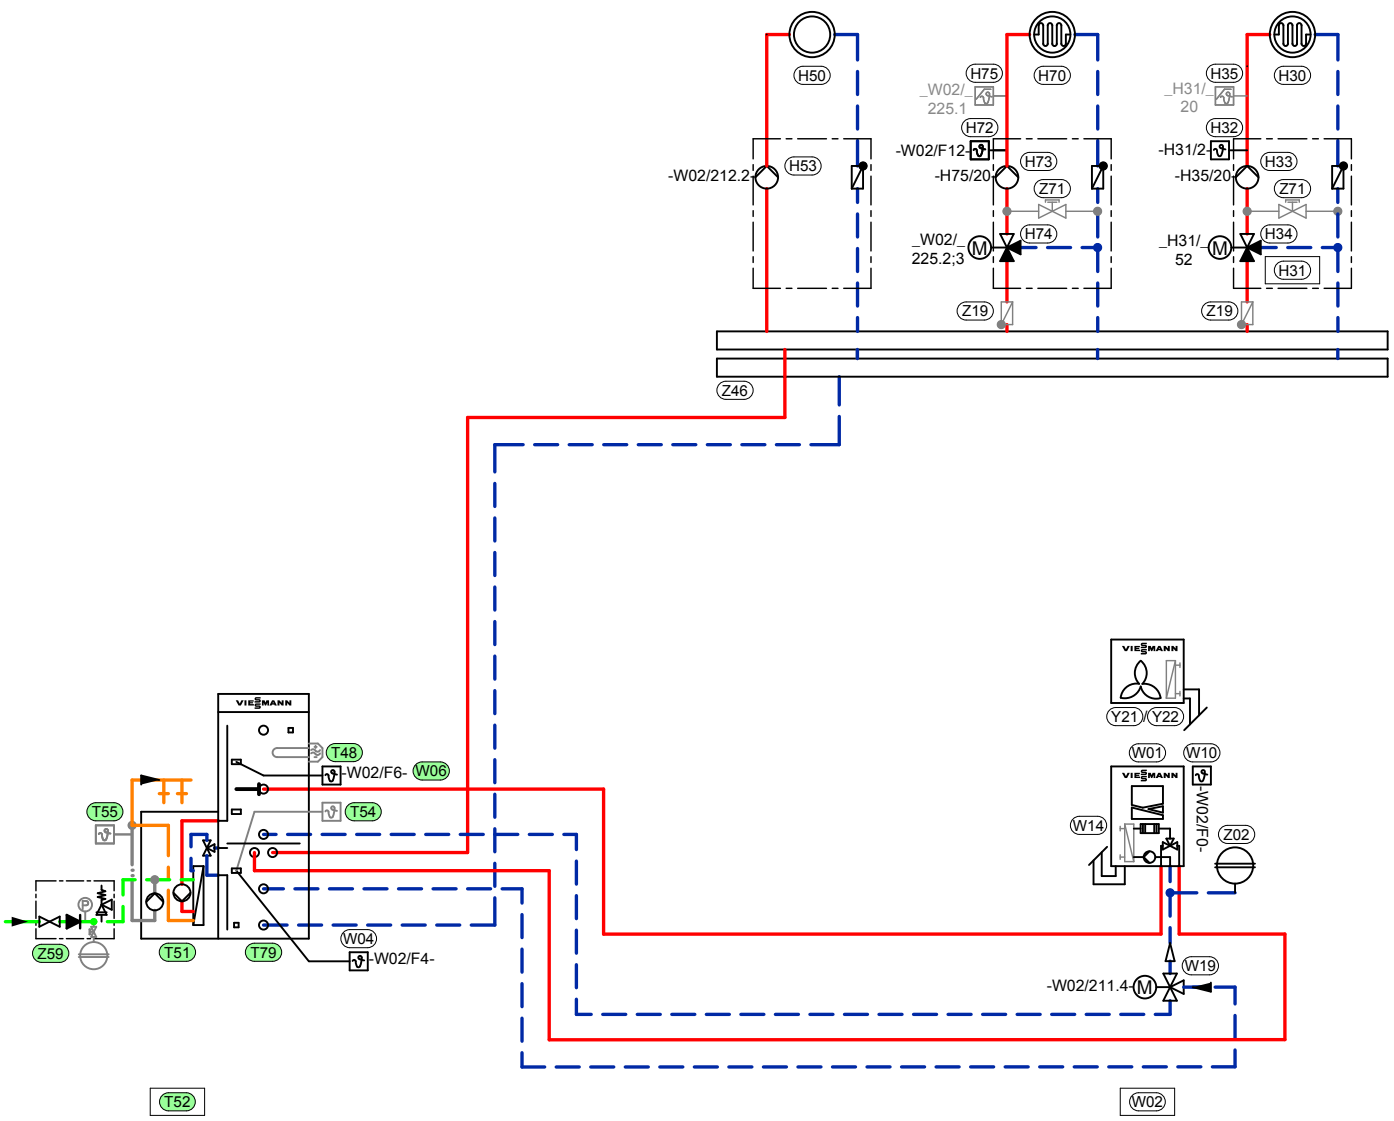 H50
H75
H70
H35
H30
_W02/_
225.1
_H31/_
20
H72
H32
-W02/F12-
-H31/2-
-W02/212.2
H53
-H75/20
H73
-H35/20
H33
Z71
Z71
_W02/_
225.2;3
M
H74
_H31/_
52
M
H34
H31
Z19
Z19
Z46
VIESMANN
Y21/Y22
VIESMANN
T48
-W02/F6-
W06
T55
T54
W01
W10
VIESMANN
-W02/F0-
W14
Z02
P
Z59
T51
T79
W04
-W02/F4-
W19
-W02/211.4-
M
T52
W02